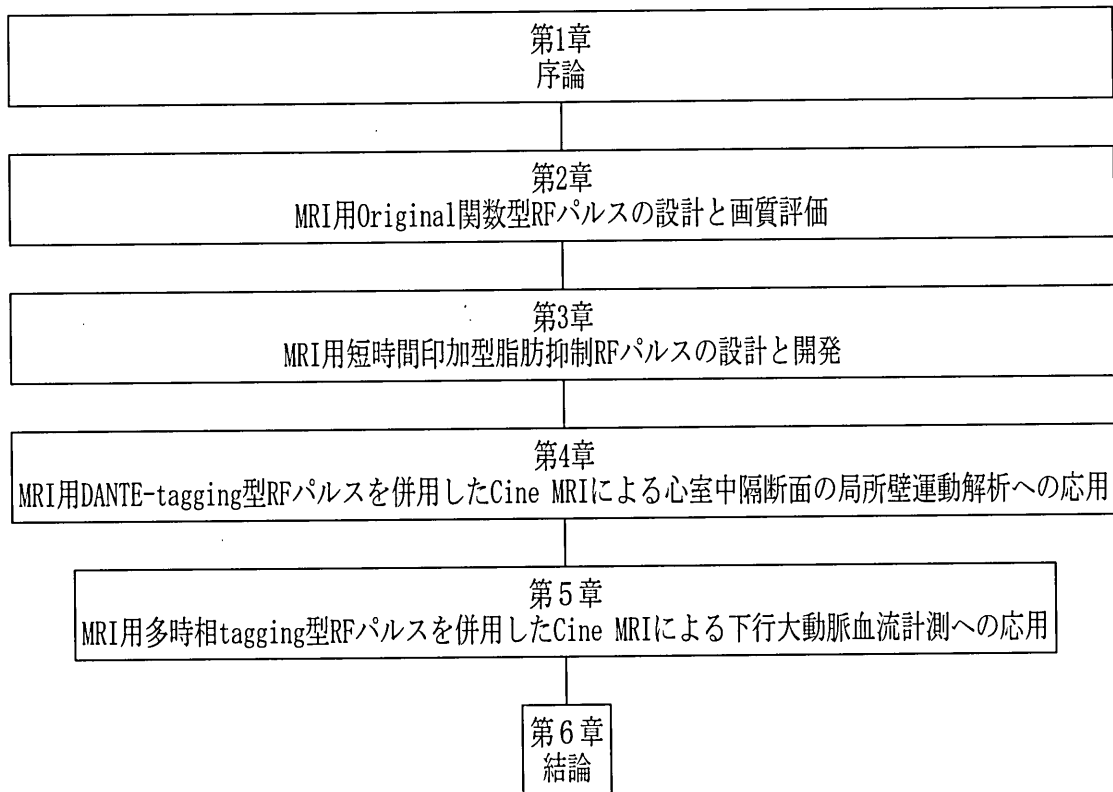 第1章
序論
第2章
MRI用Original関数型RFパルスの設計と画質評価
第3章
MRI用短時間印加型脂肪抑制RFパルスの設計と開発
第4章
MRI用DANTE-tagging型RFパルスを併用したCine MRIによる心室中隔断面の局所壁運動解析への応用
第５章
MRI用多時相tagging型RFパルスを併用したCine MRIによる下行大動脈血流計測への応用
第６章
結論